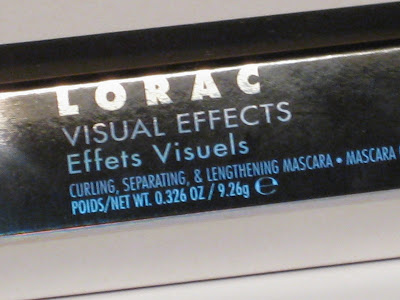 LORAC
VISUAL EFFECTS
Effets Visuels
CURLING, SEPARATING, & LENGTHENING MASCARA • MASCARA
POIDS/NET WT. 0.326 OZ / 9.26g ℮